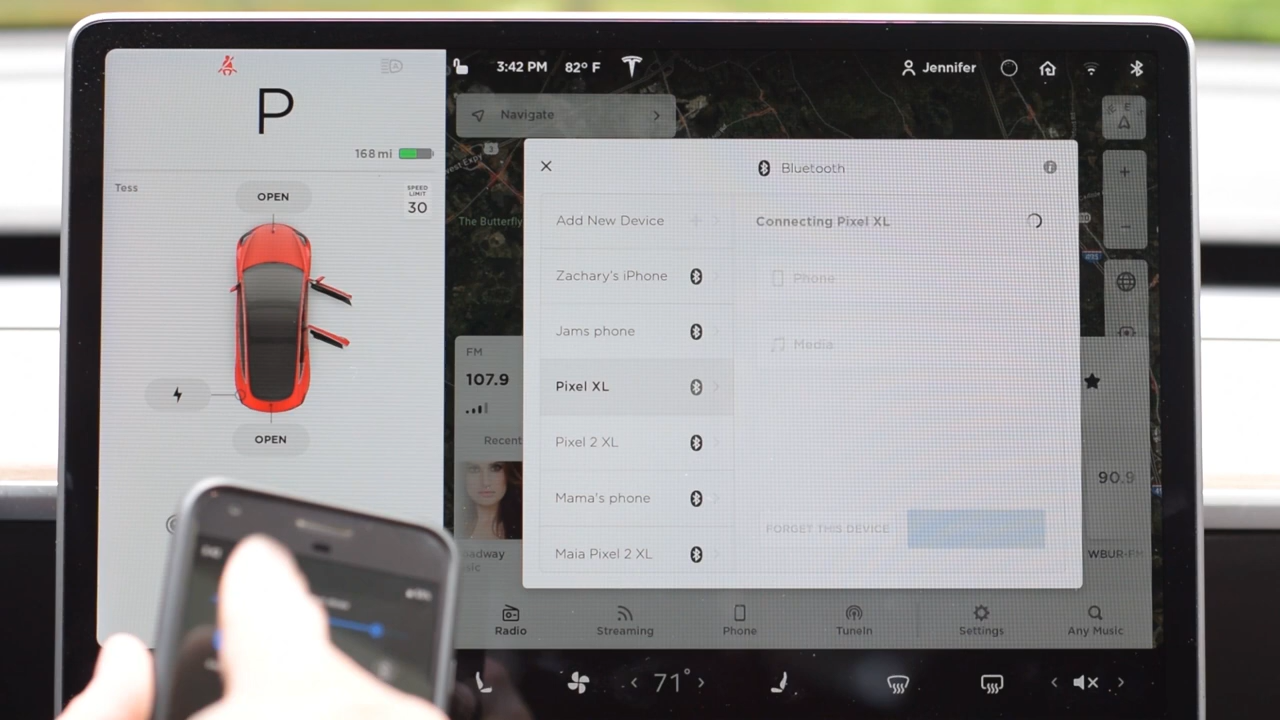 3:42 PM 82° F
Jennifer
P
168 mi
Tess
OPEN
SPEED
LIMIT
30
OPEN
Navigate
The Butterfly
FM
107.9
Recent
90.9
WBUR-FM
Bluetooth
Add New Device
Zachary's iPhone
Jams phone
Pixel XL
Pixel 2 XL
Mama's phone
Maia Pixel 2 XL
Connecting Pixel XL
Phone
Media
FORGET THIS DEVICE
Radio
Streaming
Phone
TuneIn
Settings
Any Music
71°